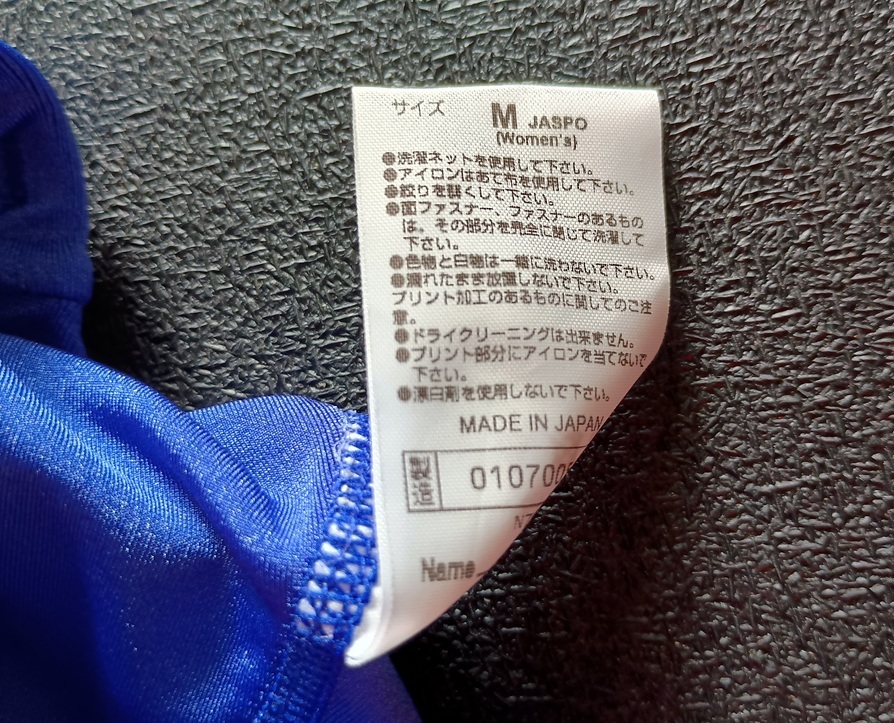 サイズ M JASPO
(Women's)
●洗濯ネットを使用して下さい。
●アイロンはあて布を使用して下さい。
●絞りを軽くして下さい。
●面ファスナー、ファスナーのあるもの
は、その部分を完全に閉じて洗濯して
下さい。
●色物と白物は一緒に洗わないで下さい。
●濡れたまま放置しないで下さい。
プリント加工のあるものに関してのご注
意。
●ドライクリーニングは出来ません。
●プリント部分にアイロンを当てないで
下さい。
●漂白剤を使用しないで下さい。
MADE IN JAPAN
製造 010700
Name